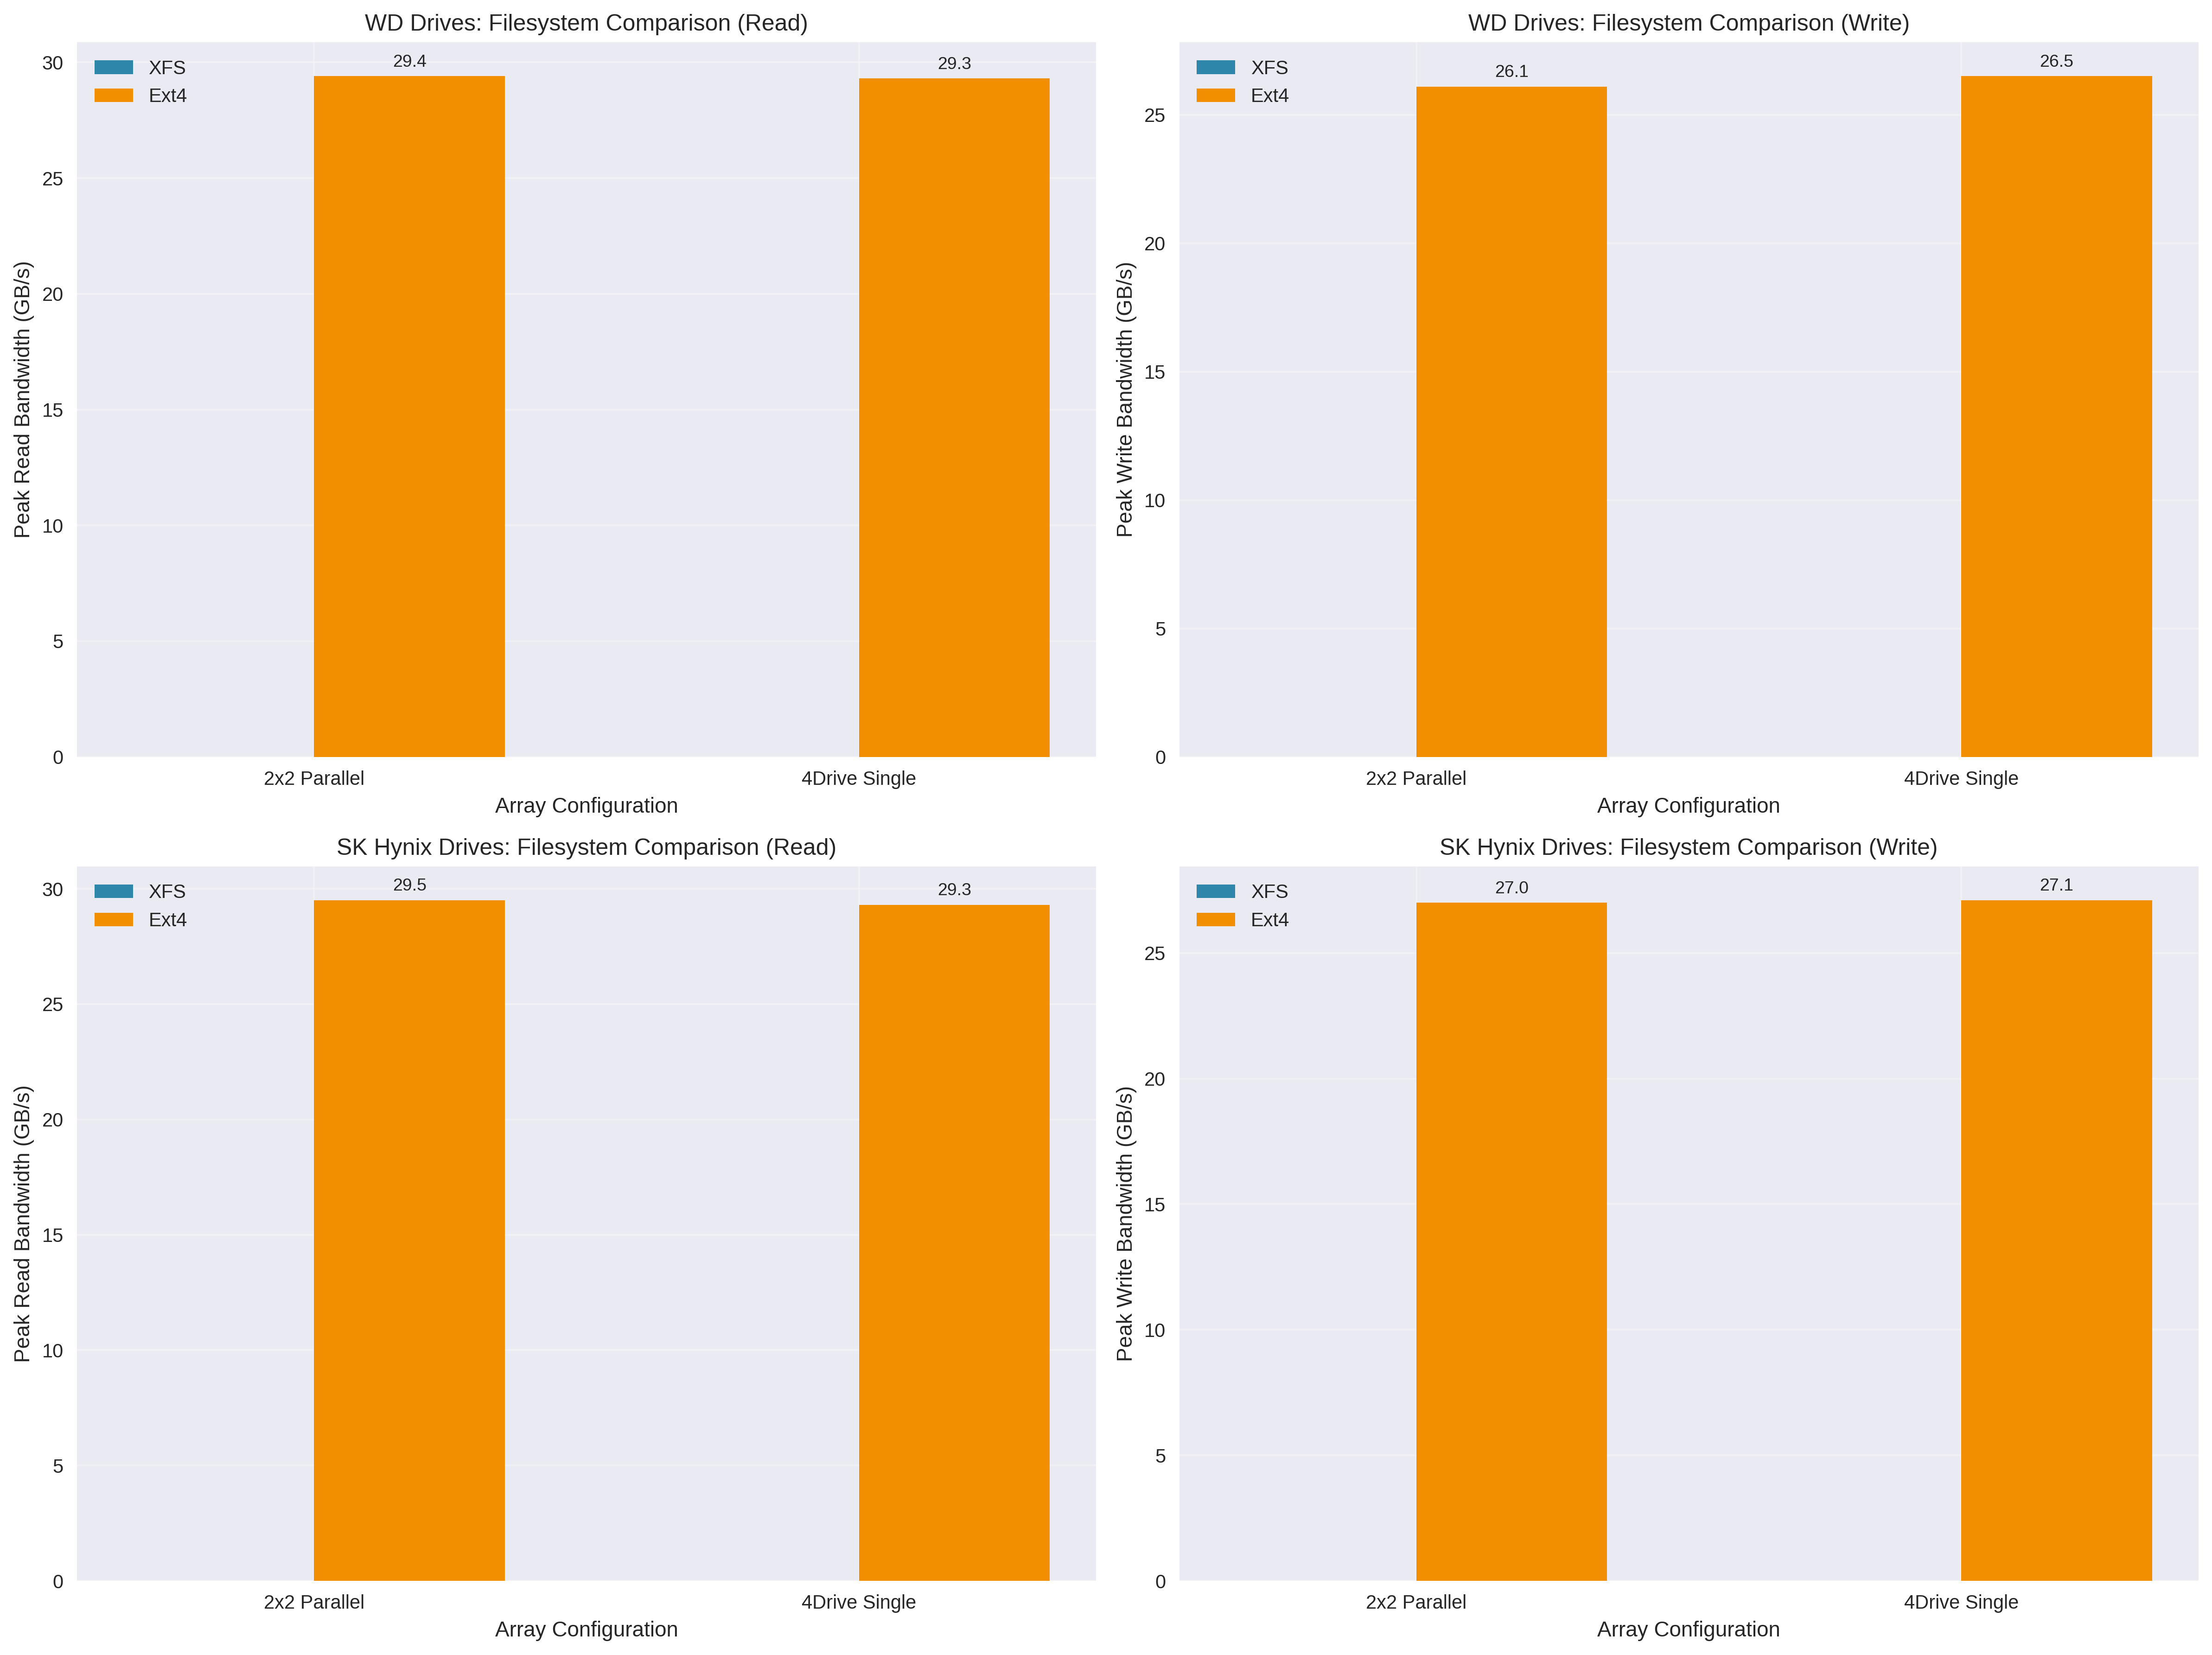 WD Drives: Filesystem Comparison (Read)
XFS
Ext4
29.4
29.3
30
25
20
15
10
5
0
Peak Read Bandwidth (GB/s)
2x2 Parallel
4Drive Single
Array Configuration
WD Drives: Filesystem Comparison (Write)
XFS
Ext4
26.1
26.5
25
20
15
10
5
0
Peak Write Bandwidth (GB/s)
2x2 Parallel
4Drive Single
Array Configuration
SK Hynix Drives: Filesystem Comparison (Read)
XFS
Ext4
29.5
29.3
30
25
20
15
10
5
0
Peak Read Bandwidth (GB/s)
2x2 Parallel
4Drive Single
Array Configuration
SK Hynix Drives: Filesystem Comparison (Write)
XFS
Ext4
27.0
27.1
25
20
15
10
5
0
Peak Write Bandwidth (GB/s)
2x2 Parallel
4Drive Single
Array Configuration